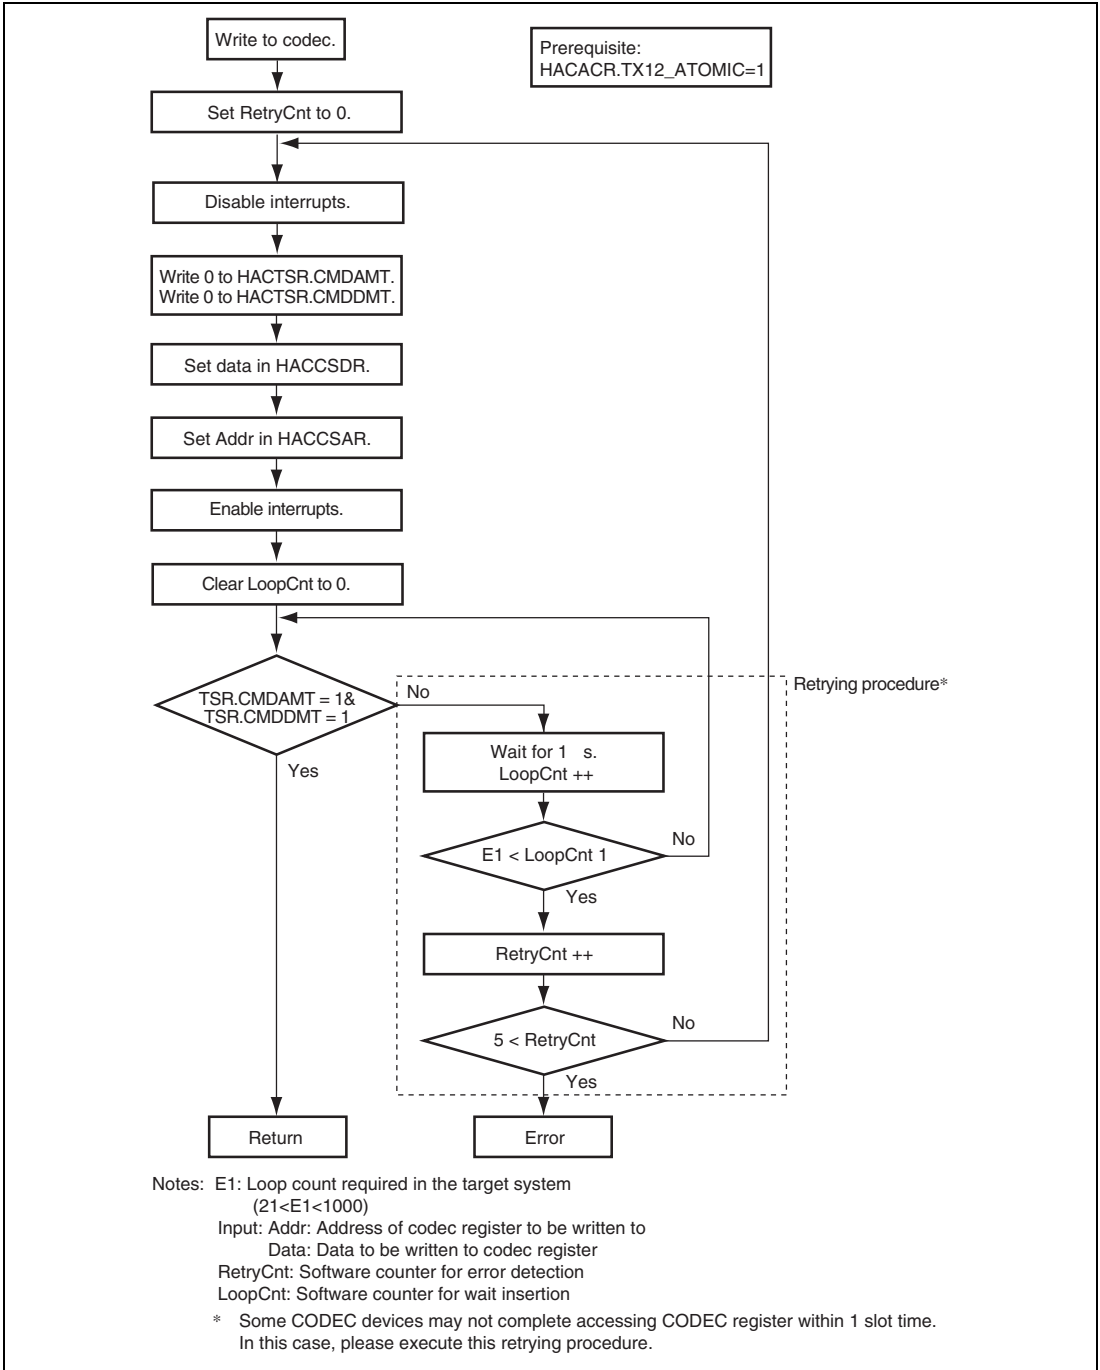 Write to codec.
Prerequisite:
HACACR.TX12_ATOMIC=1
Set RetryCnt to 0.
Disable interrupts.
Write 0 to HACTSR.CMDAMT.
Write 0 to HACTSR.CMDDMT.
Set data in HACCSDR.
Set Addr in HACCSAR.
Enable interrupts.
Clear LoopCnt to 0.
TSR.CMDAMT = 1&
TSR.CMDDMT = 1
No
Retrying procedure*
Yes
Wait for 1 s.
LoopCnt ++
E1 < LoopCnt 1
No
Yes
RetryCnt ++
5 < RetryCnt
No
Yes
Return
Error
Notes: E1: Loop count required in the target system
(21<E1<1000)
Input: Addr: Address of codec register to be written to
Data: Data to be written to codec register
RetryCnt: Software counter for error detection
LoopCnt: Software counter for wait insertion
* Some CODEC devices may not complete accessing CODEC register within 1 slot time.
In this case, please execute this retrying procedure.